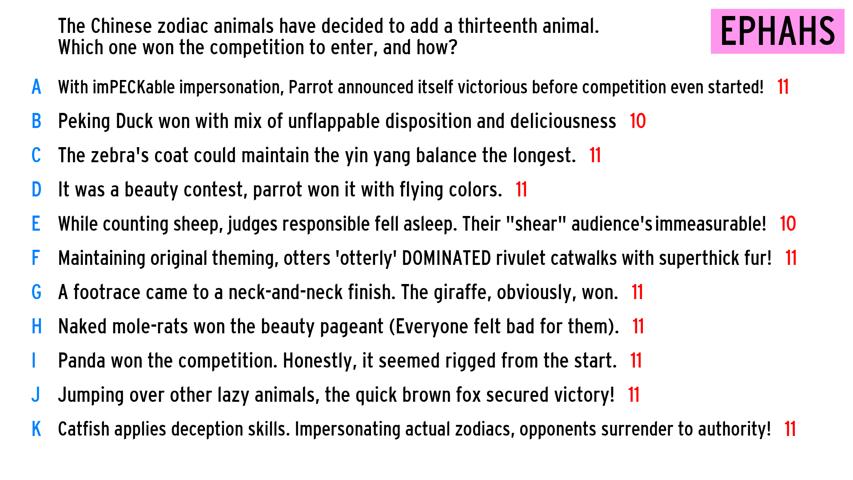 The Chinese zodiac animals have decided to add a thirteenth animal.
Which one won the competition to enter, and how?
EPHAHS
A With imPECKable impersonation, Parrot announced itself victorious before competition even started! 11
B Peking Duck won with mix of unflappable disposition and deliciousness 10
C The zebra's coat could maintain the yin yang balance the longest. 11
D It was a beauty contest, parrot won it with flying colors. 11
E While counting sheep, judges responsible fell asleep. Their "shear" audience's immeasurable! 10
F Maintaining original theming, otters 'otterly' DOMINATED rivulet catwalks with superthick fur! 11
G A footrace came to a neck-and-neck finish. The giraffe, obviously, won. 11
H Naked mole-rats won the beauty pageant (Everyone felt bad for them). 11
I Panda won the competition. Honestly, it seemed rigged from the start. 11
J Jumping over other lazy animals, the quick brown fox secured victory! 11
K Catfish applies deception skills. Impersonating actual zodiacs, opponents surrender to authority! 11